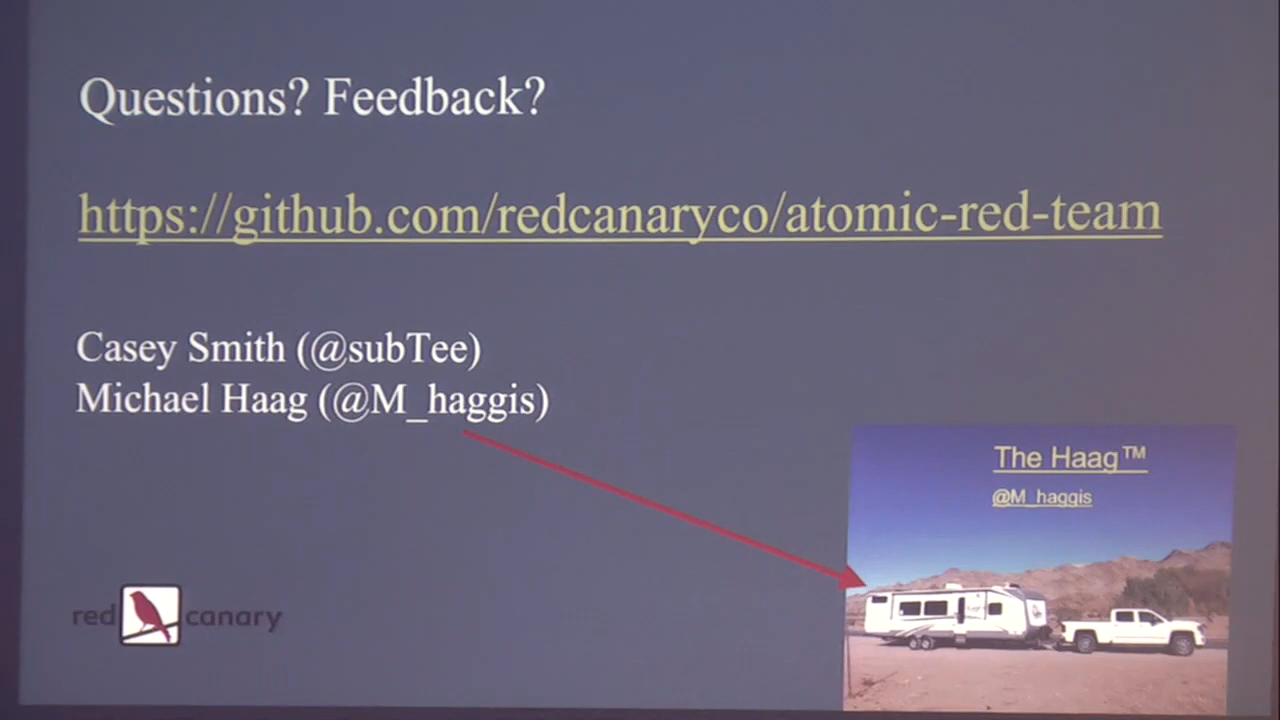 Questions? Feedback?
https://github.com/redcanaryco/atomic-red-team
Casey Smith (@subTee)
Michael Haag (@M_haggis)
The Haag™
@M_haggis
red canary